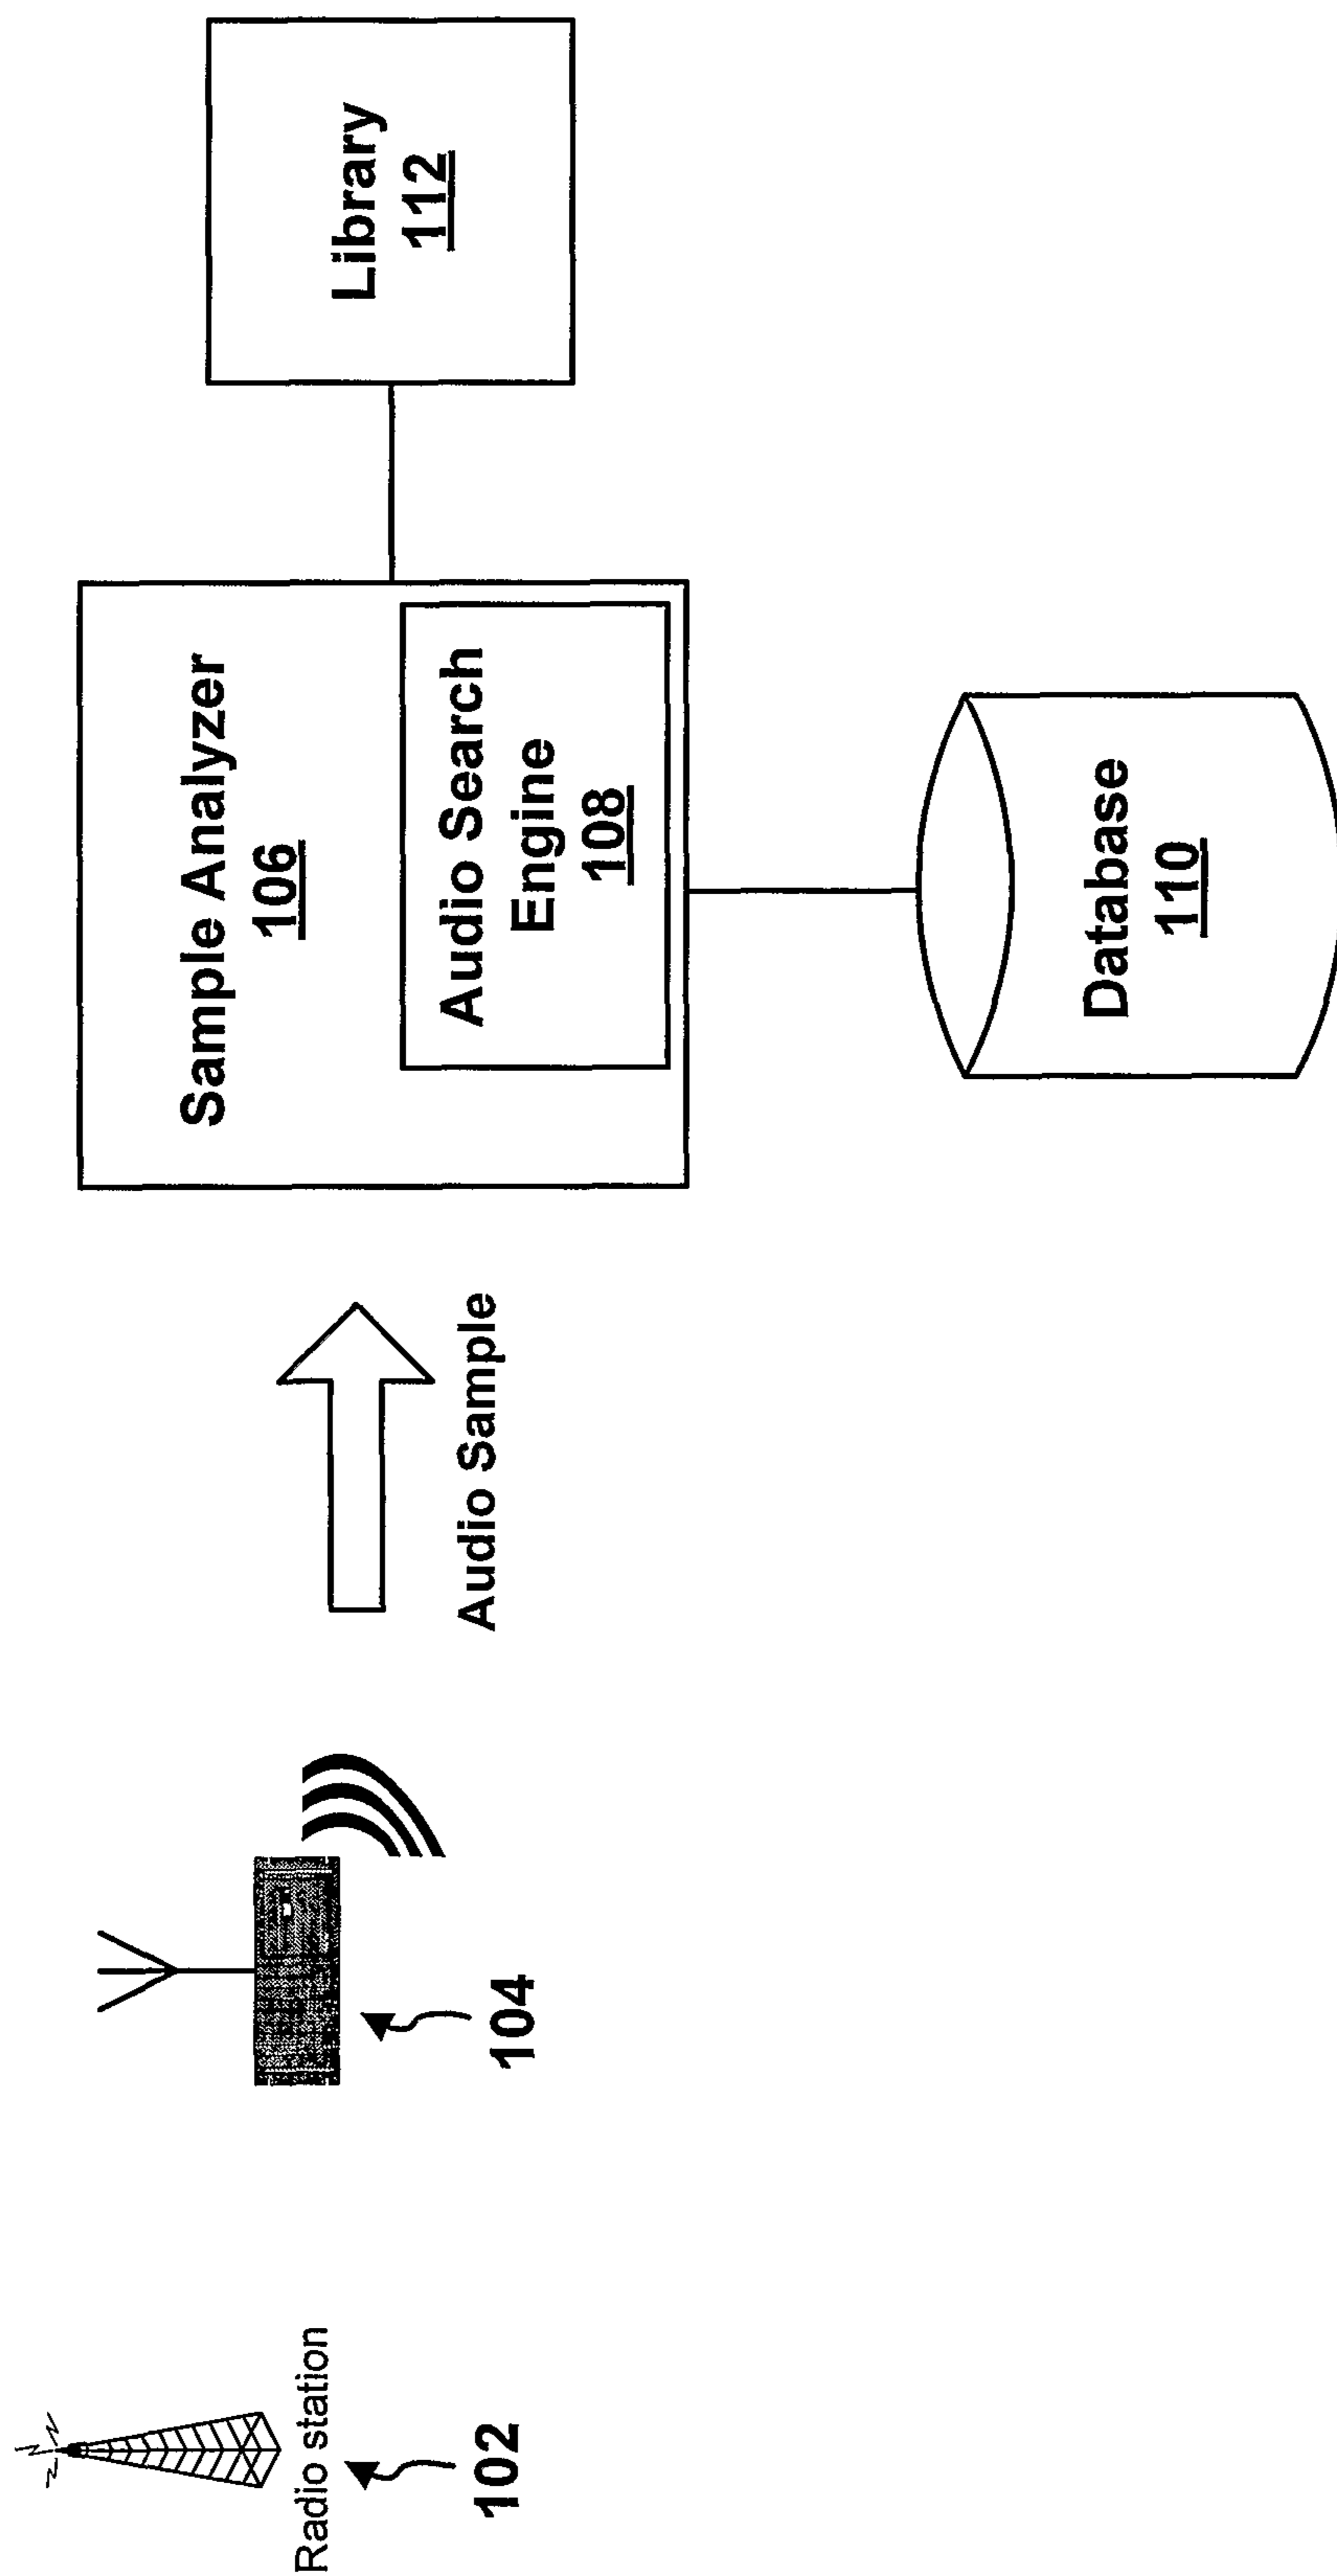 Radio station
102
104
Audio Sample
Sample Analyzer
106
Audio Search
Engine
108
Database
110
Library
112